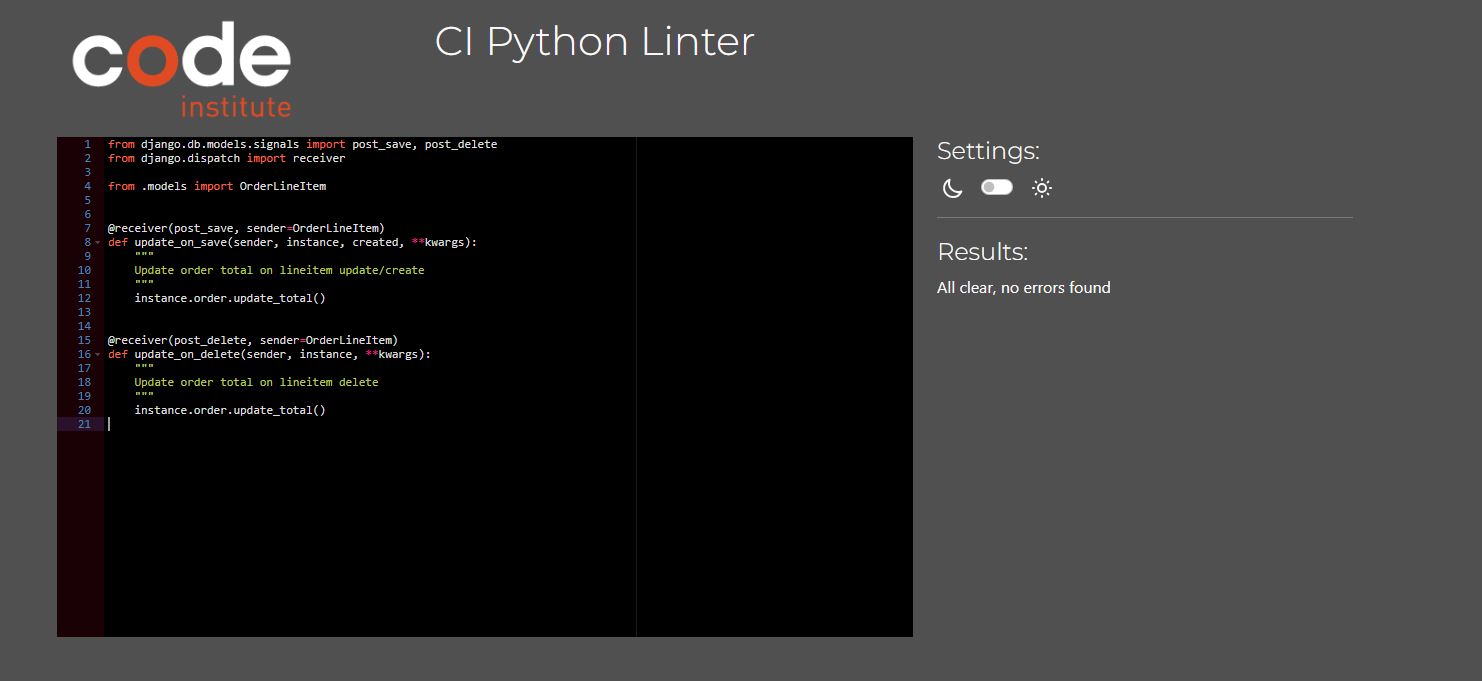 code
institute
CI Python Linter
1 from django.db.models.signals import post_save, post_delete
2 from django.dispatch import receiver
3
4 from .models import OrderLineItem
5
6
7 @receiver(post_save, sender=OrderLineItem)
8 def update_on_save(sender, instance, created, **kwargs):
9     """
10     Update order total on lineitem update/create
11     """
12     instance.order.update_total()
13
14
15 @receiver(post_delete, sender=OrderLineItem)
16 def update_on_delete(sender, instance, **kwargs):
17     """
18     Update order total on lineitem delete
19     """
20     instance.order.update_total()
21
Settings:
Results:
All clear, no errors found